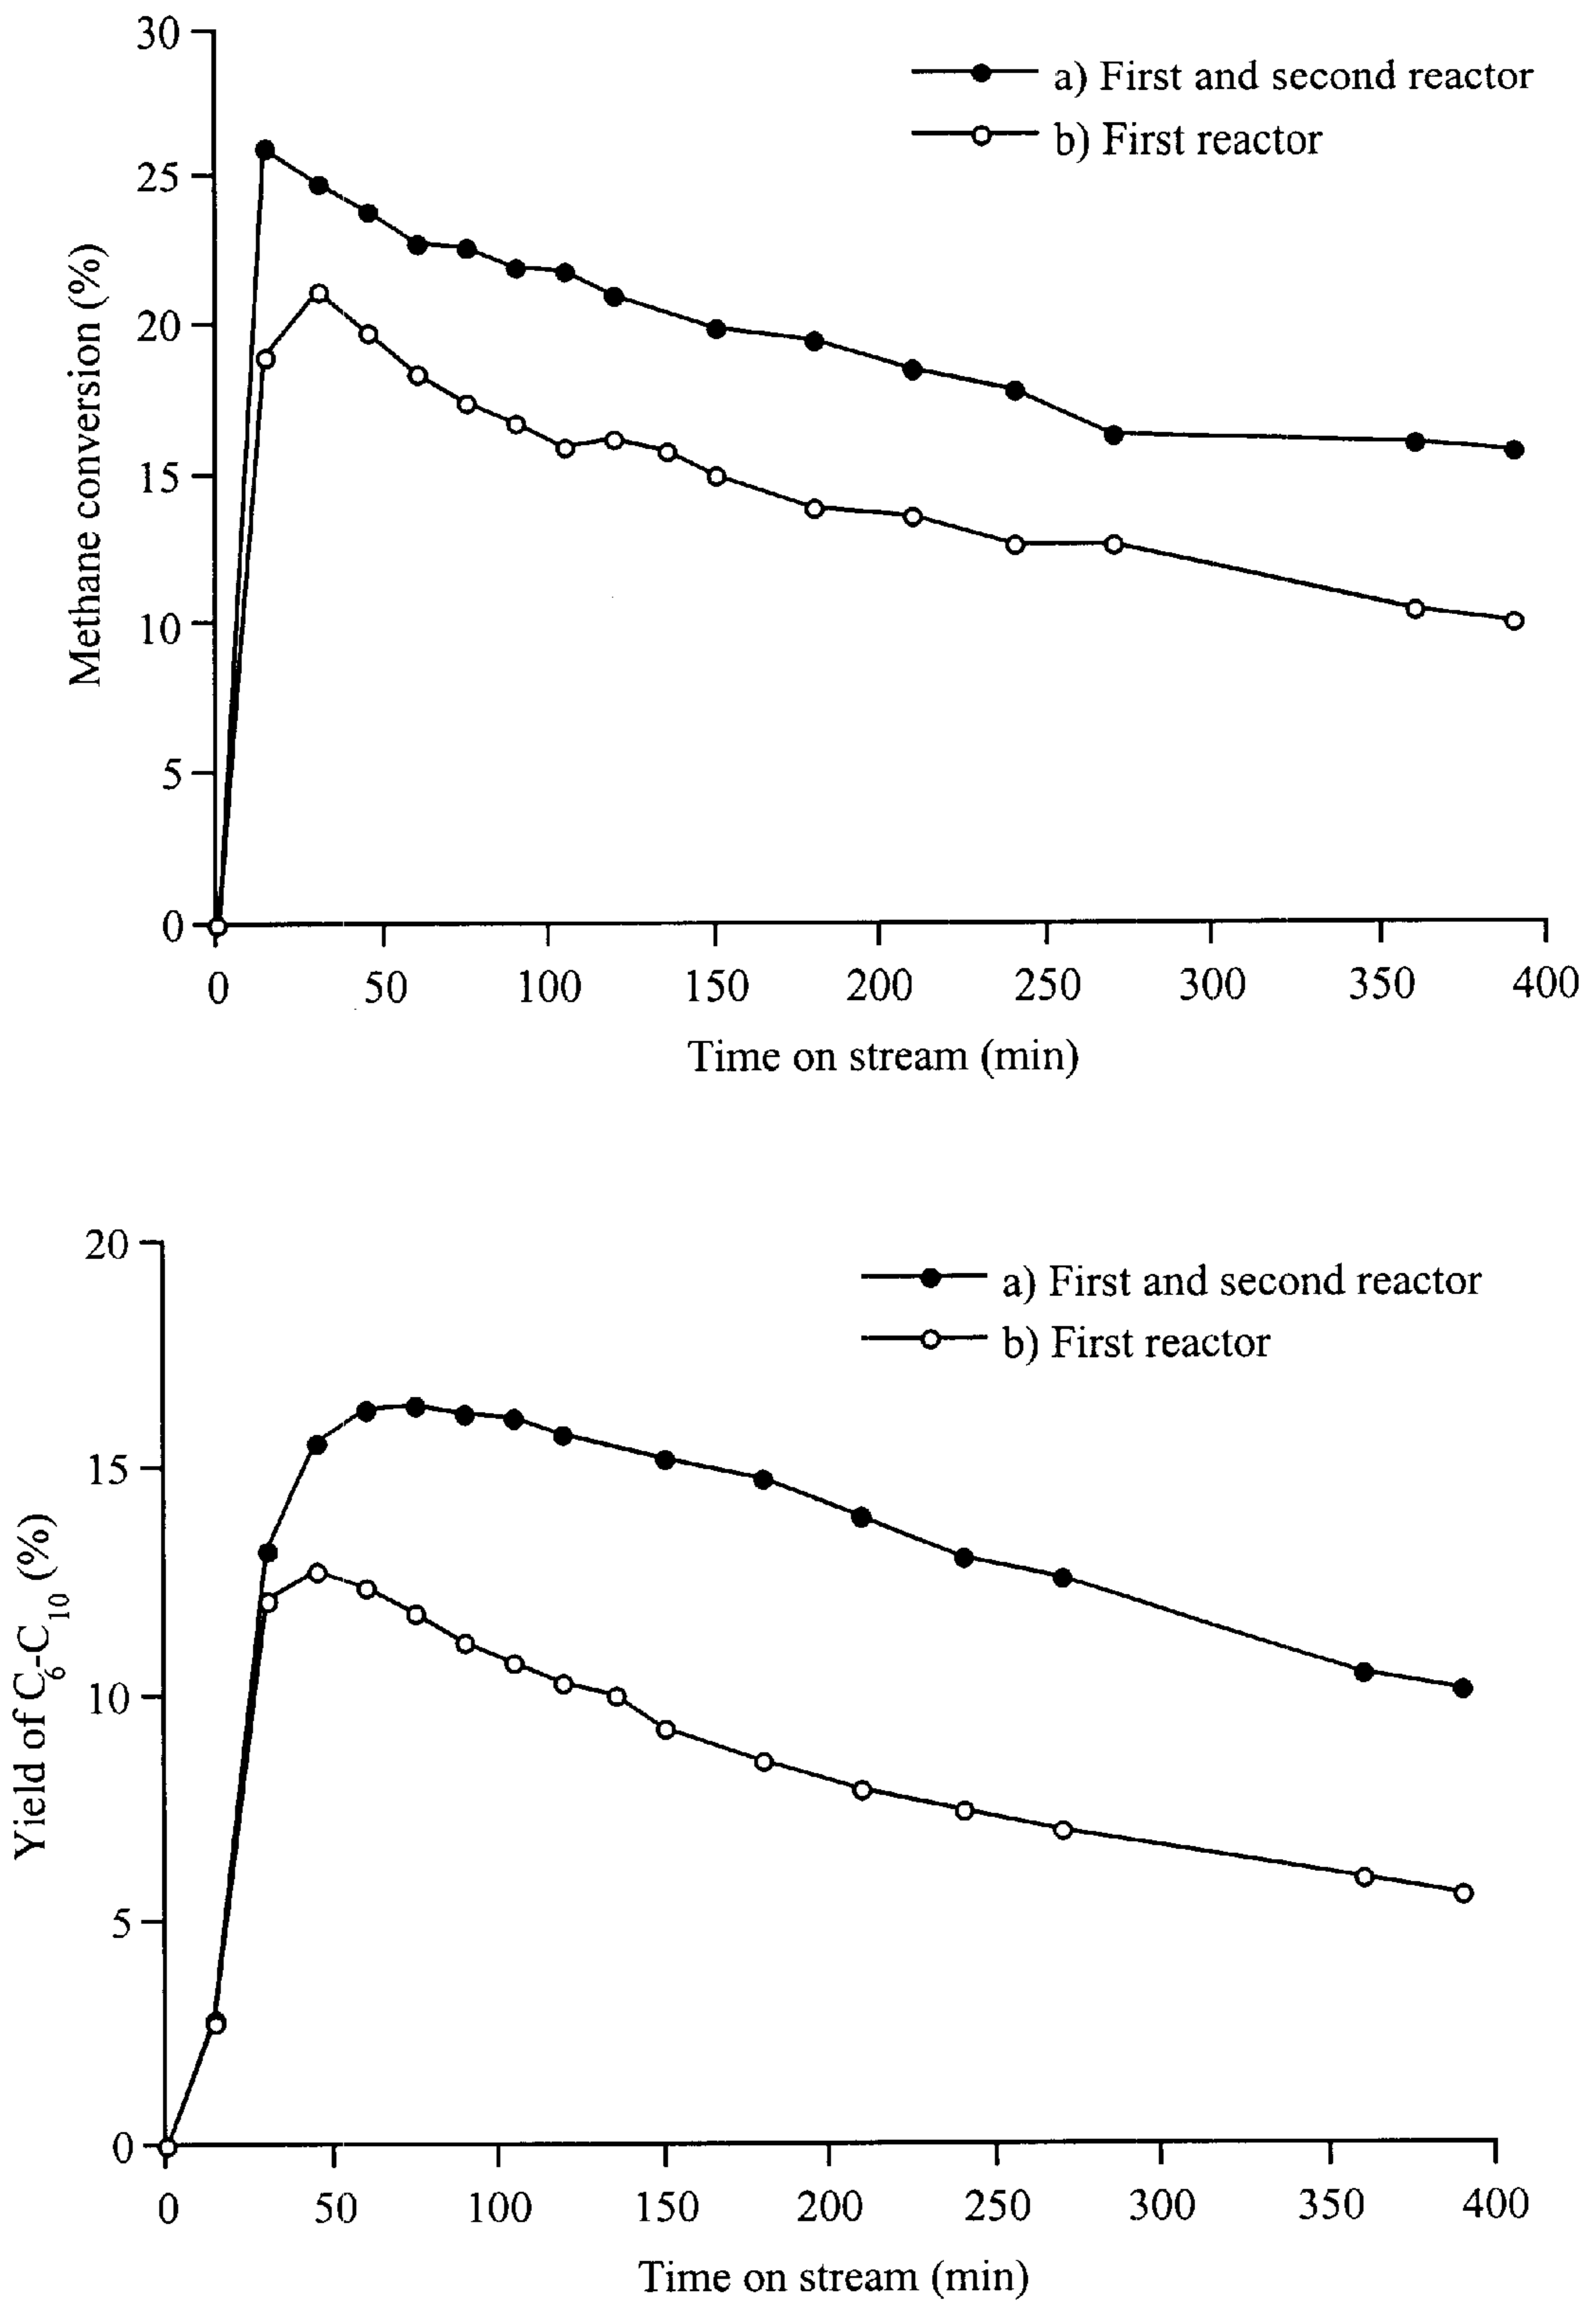 30
a) First and second reactor
b) First reactor
25
20
15
10
5
0
Methane conversion (%)
0 50 100 150 200 250 300 350 400
Time on stream (min)
20
a) First and second reactor
b) First reactor
15
10
5
0
Yield of C6-C10 (%)
0 50 100 150 200 250 300 350 400
Time on stream (min)